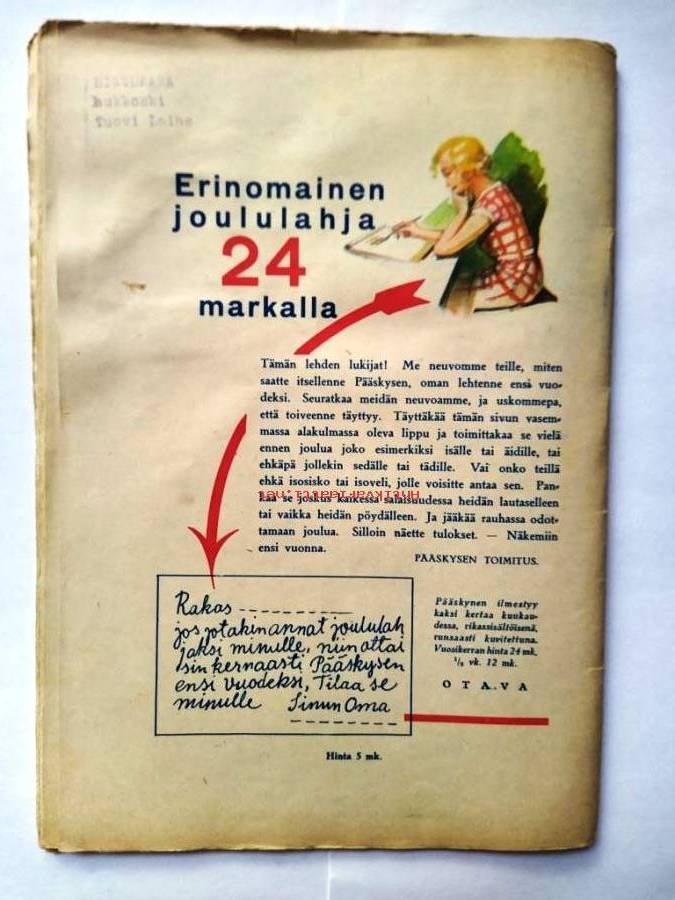 Tuovi Laiho
Erinomainen
joululahja
24
markalla
Tämän lehden lukijat! Me neuvomme teille, miten
saatte itsellenne Pääskysen, oman lehtenne ensi vuo-
deksi. Seuratkaa meidän neuvoamme, ja uskommepa,
että toiveenne täyttyy. Täyttäkää tämän sivun vasem-
massa alakulmassa oleva lippu ja toimittakaa se vielä
ennen joulua joko esimerkiksi isälle tai äidille, tai
ehkäpä jollekin sedälle tai tädille. Vai onko teillä
ehkä isosisko tai isoveli, jolle voisitte antaa sen. Pan-
kaa se joskus kaikessa salaisuudessa heidän lautaselleen
tai vaikka heidän pöydälleen. Ja jääkää rauhassa odot-
tamaan joulua. Silloin näette tulokset. — Näkemiin
ensi vuonna.
PÄÄSKYSEN TOIMITUS.
Rakas
jos jotakin annat joululah
jaksi minulle, niin ottai
sin kernaasti Pääskysen
ensi vuodeksi, Tilaa se
minulle Sinun Oma
Pääskynen ilmestyy
kaksi kertaa kuukau-
dessa, rikassisältöisenä,
runsaasti kuvitettuna.
Vuosikerran hinta 24 mk.
½ vk. 12 mk.
OTAVA
Hinta 5 mk.